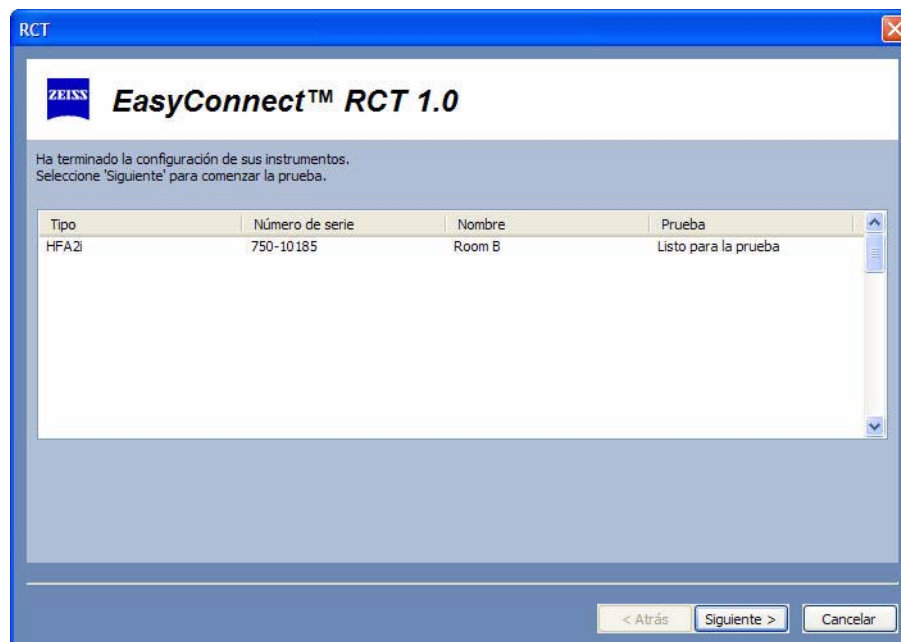 RCT
ZEISS
EasyConnect™ RCT 1.0
Ha terminado la configuración de sus instrumentos.
Seleccione 'Siguiente' para comenzar la prueba.
Tipo Número de serie Nombre Prueba
HFA2i 750-10185 Room B Listo para la prueba
< Atrás Siguiente > Cancelar